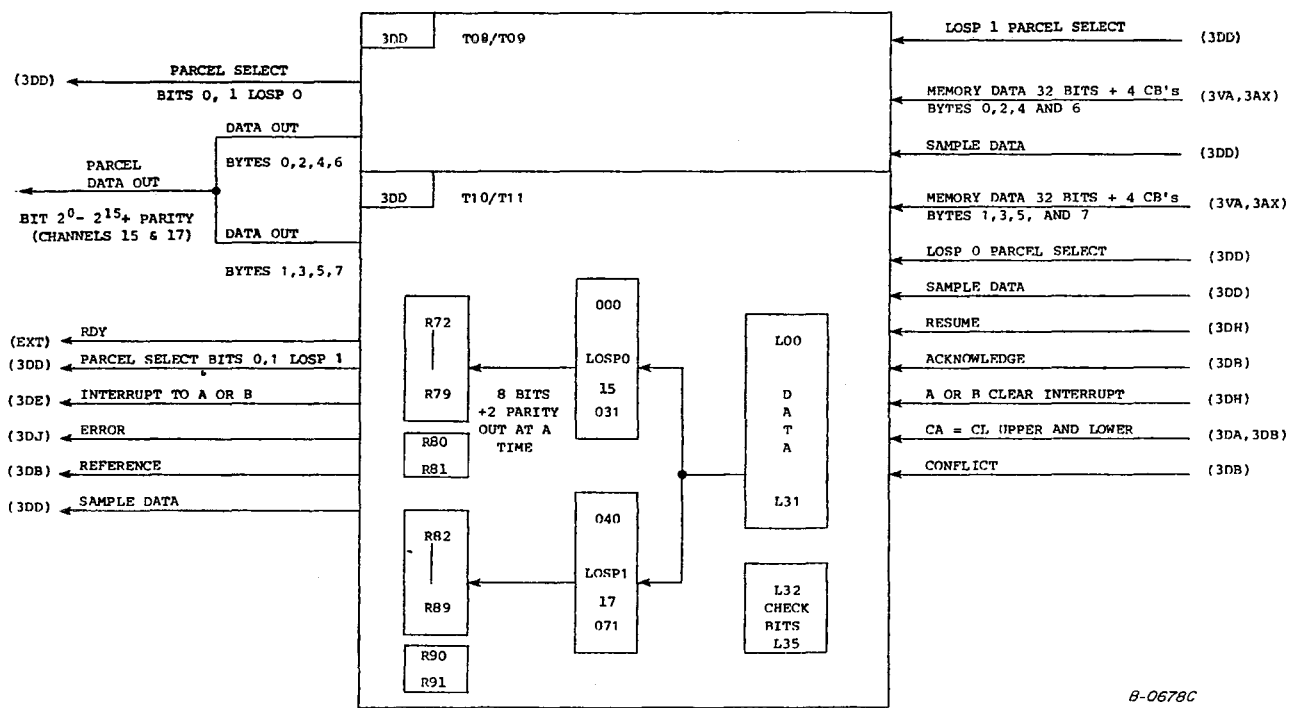 3DD
T08/T09
LOSP 1 PARCEL SELECT
(3DD)
(3DD)
PARCEL SELECT
BITS 0, 1 LOSP 0
MEMORY DATA 32 BITS + 4 CB's
BYTES 0,2,4 AND 6
(3VA,3AX)
DATA OUT
BYTES 0,2,4,6
SAMPLE DATA
(3DD)
PARCEL
DATA OUT
BIT 2⁰- 2¹⁵+ PARITY
(CHANNELS 15 & 17)
3DD
T10/T11
MEMORY DATA 32 BITS + 4 CB's
BYTES 1,3,5, AND 7
(3VA,3AX)
DATA OUT
BYTES 1,3,5,7
LOSP 0 PARCEL SELECT
(3DD)
SAMPLE DATA
(3DD)
RESUME
(3DH)
ACKNOWLEDGE
(3DB)
A OR B CLEAR INTERRUPT
(3DH)
CA = CL UPPER AND LOWER
(3DA,3DB)
CONFLICT
(3DB)
(EXT)
RDY
(3DD)
PARCEL SELECT BITS 0,1 LOSP 1
(3DE)
INTERRUPT TO A OR B
(3DJ)
ERROR
(3DB)
REFERENCE
(3DD)
SAMPLE DATA
R72
R79
R80
R81
8 BITS
+2 PARITY
OUT AT A
TIME
000
LOSP0
15
031
L00
D
A
T
A
L31
R82
R89
R90
R91
040
LOSP1
17
071
L32
CHECK
BITS
L35
B-0678C